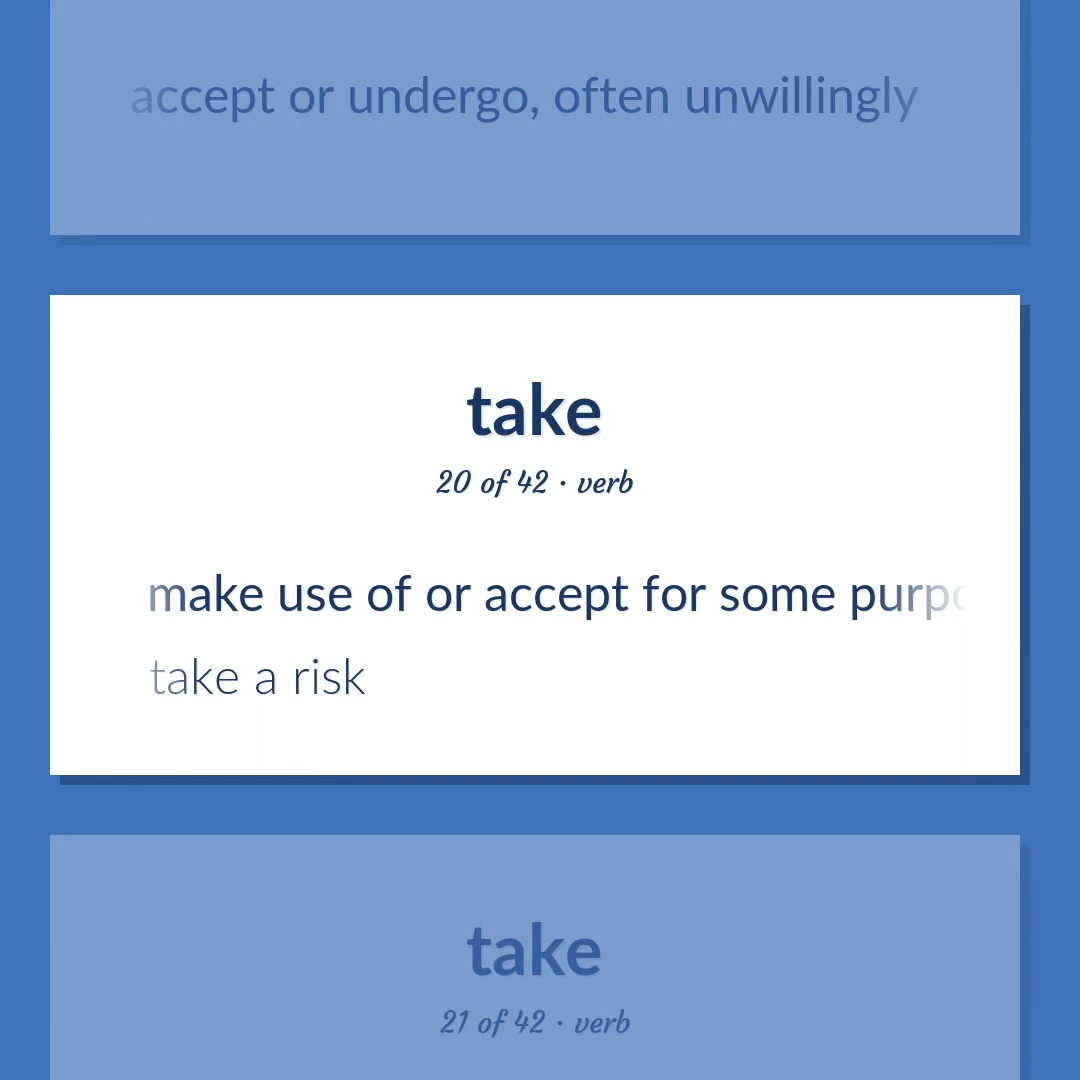 accept or undergo, often unwillingly
take
20 of 42 · verb
make use of or accept for some
take a risk
take
21 of 42 · verb